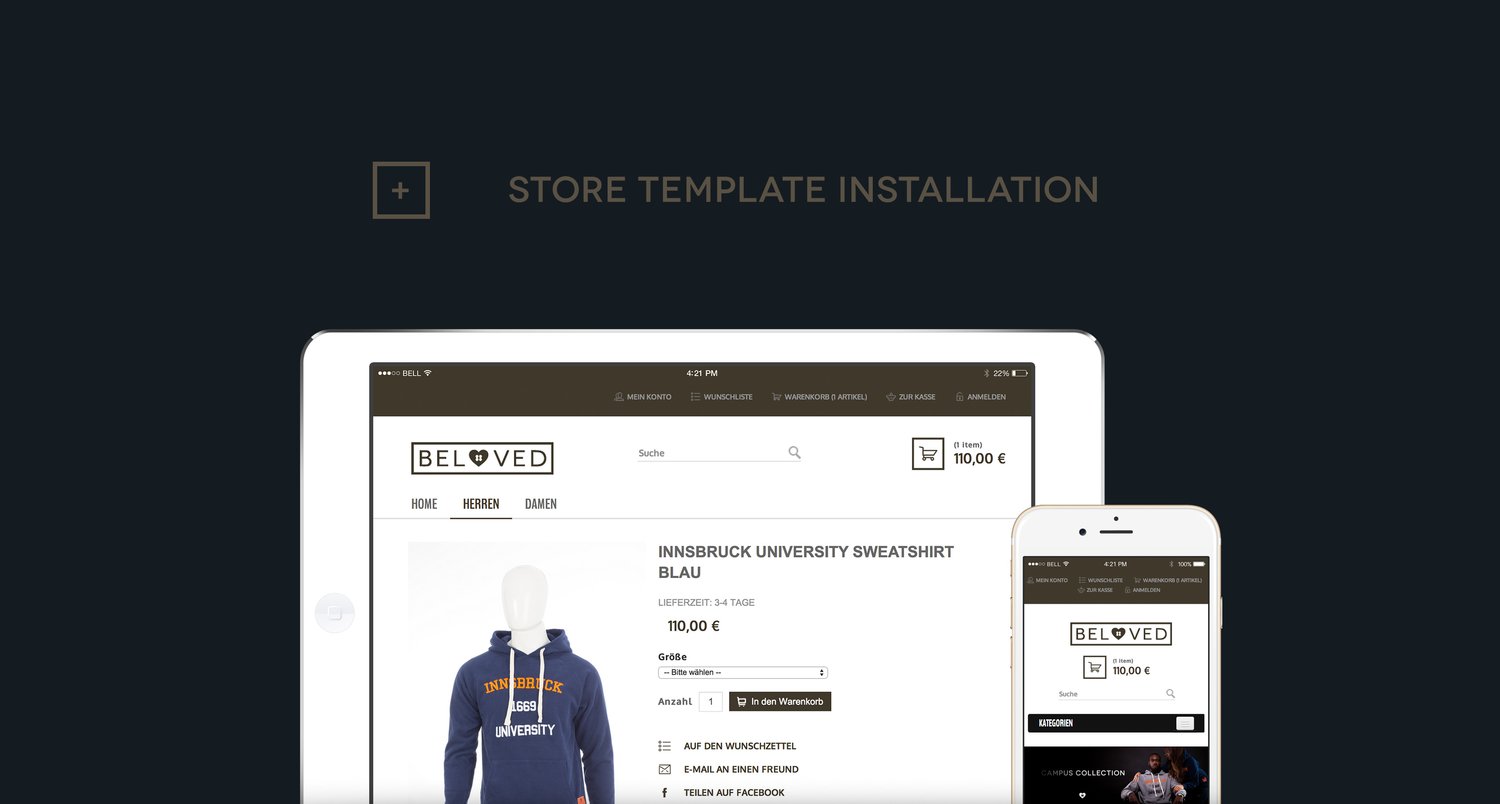 + STORE TEMPLATE INSTALLATION
BELL 4:21 PM 22%
MEIN KONTO WUNSCHLISTE WARENKORB (1 ARTIKEL) ZUR KASSE ANMELDEN
BELOVED
Suche
(1 item)
110,00 €
HOME HERREN DAMEN
INNSBRUCK UNIVERSITY SWEATSHIRT
BLAU
LIEFERZEIT: 3-4 TAGE
110,00 €
Größe
-- Bitte wählen --
Anzahl 1 In den Warenkorb
AUF DEN WUNSCHZETTEL
E-MAIL AN EINEN FREUND
f TEILEN AUF FACEBOOK
INNSBRUCK
1669
UNIVERSITY
BELL 4:21 PM 100%
MEIN KONTO WUNSCHLISTE WARENKORB (1 ARTIKEL)
ZUR KASSE ANMELDEN
BELOVED
(1 item)
110,00 €
Suche
KATEGORIEN
CAMPUS COLLECTION